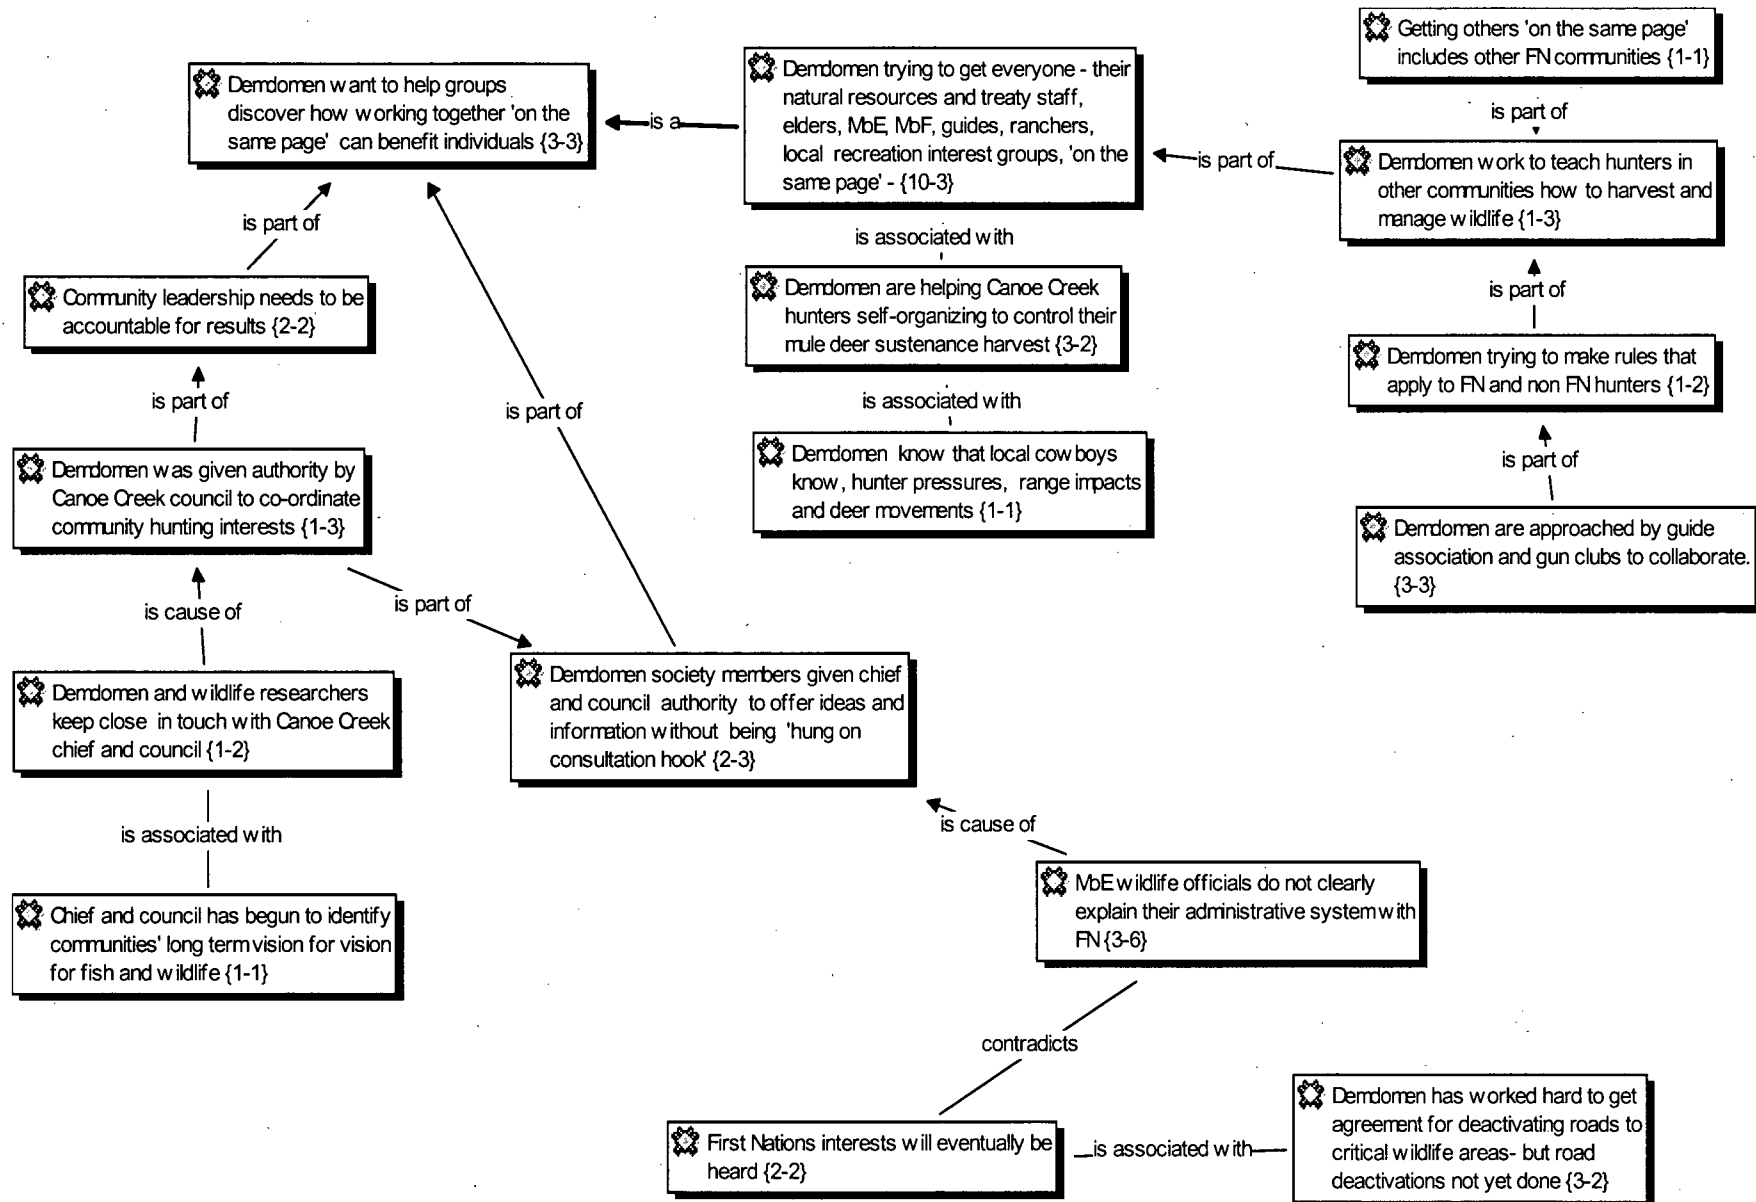 Getting others 'on the same page'
includes other FN communities {1-1}
Demdomen want to help groups
discover how working together 'on the
same page' can benefit individuals {3-3}
is a
Demdomen trying to get everyone - their
natural resources and treaty staff,
elders, MoE, MoF, guides, ranchers,
local recreation interest groups, 'on the
same page' - {10-3}
is part of
is part of
Demdomen work to teach hunters in
other communities how to harvest and
manage wildlife {1-3}
is part of
is associated with
Community leadership needs to be
accountable for results {2-2}
Demdomen are helping Canoe Creek
hunters self-organizing to control their
mule deer sustenance harvest {3-2}
is part of
Demdomen trying to make rules that
apply to FN and non FN hunters {1-2}
is part of
is part of
is associated with
Demdomen was given authority by
Canoe Creek council to co-ordinate
community hunting interests {1-3}
Demdomen know that local cowboys
know, hunter pressures, range impacts
and deer movements {1-1}
is part of
Demdomen are approached by guide
association and gun clubs to collaborate.
{3-3}
is cause of
is part of
Demdomen and wildlife researchers
keep close in touch with Canoe Creek
chief and council {1-2}
Demdomen society members given chief
and council authority to offer ideas and
information without being 'hung on
consultation hook' {2-3}
is associated with
is cause of
Chief and council has begun to identify
communities' long term vision for vision
for fish and wildlife {1-1}
MoE wildlife officials do not clearly
explain their administrative system with
FN {3-6}
contradicts
First Nations interests will eventually be
heard {2-2}
is associated with
Demdomen has worked hard to get
agreement for deactivating roads to
critical wildlife areas- but road
deactivations not yet done {3-2}